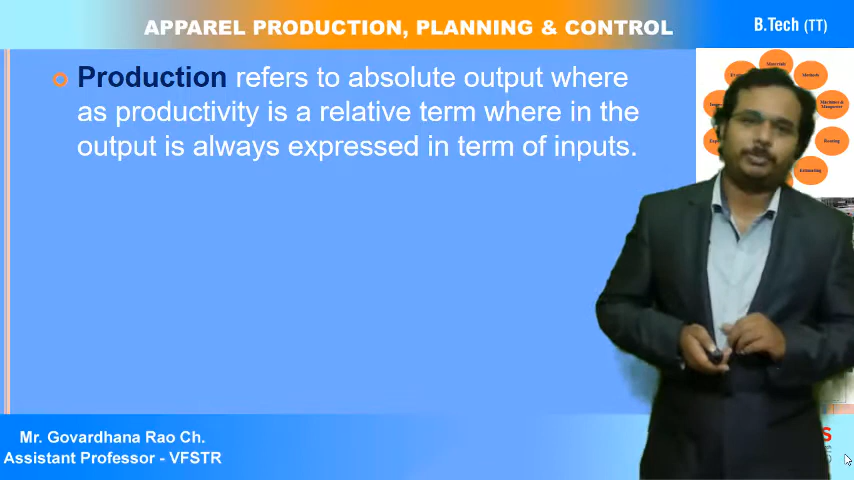 APPAREL PRODUCTION, PLANNING & CONTROL
B.Tech (TT)
Production refers to absolute output where
as productivity is a relative term where in the
output is always expressed in term of inputs.
Materials
Methods
Machines &
Manpower
Routing
Estimating
Mr. Govardhana Rao Ch.
Assistant Professor - VFSTR